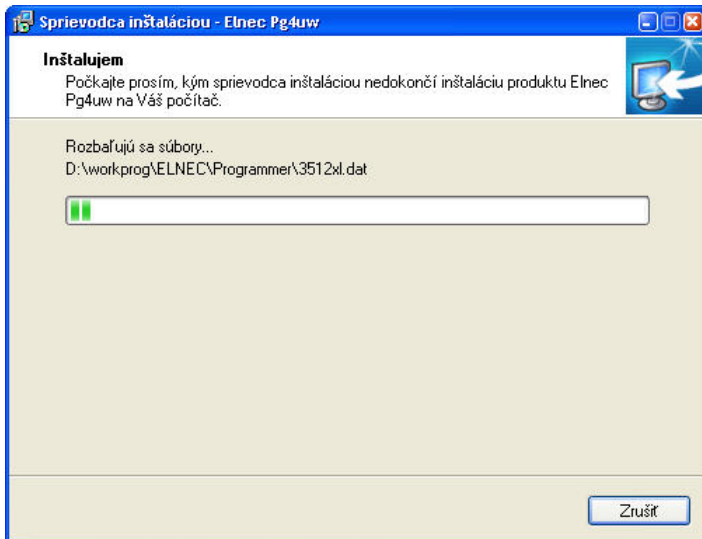 Sprievodca inštaláciou - Elnec Pg4uw
Inštalujem
Počkajte prosím, kým sprievodca inštaláciou nedokončí inštaláciu produktu Elnec
Pg4uw na Váš počítač.
Rozbaľujú sa súbory...
D:\workprog\ELNEC\Programmer\3512xl.dat
Zrušiť